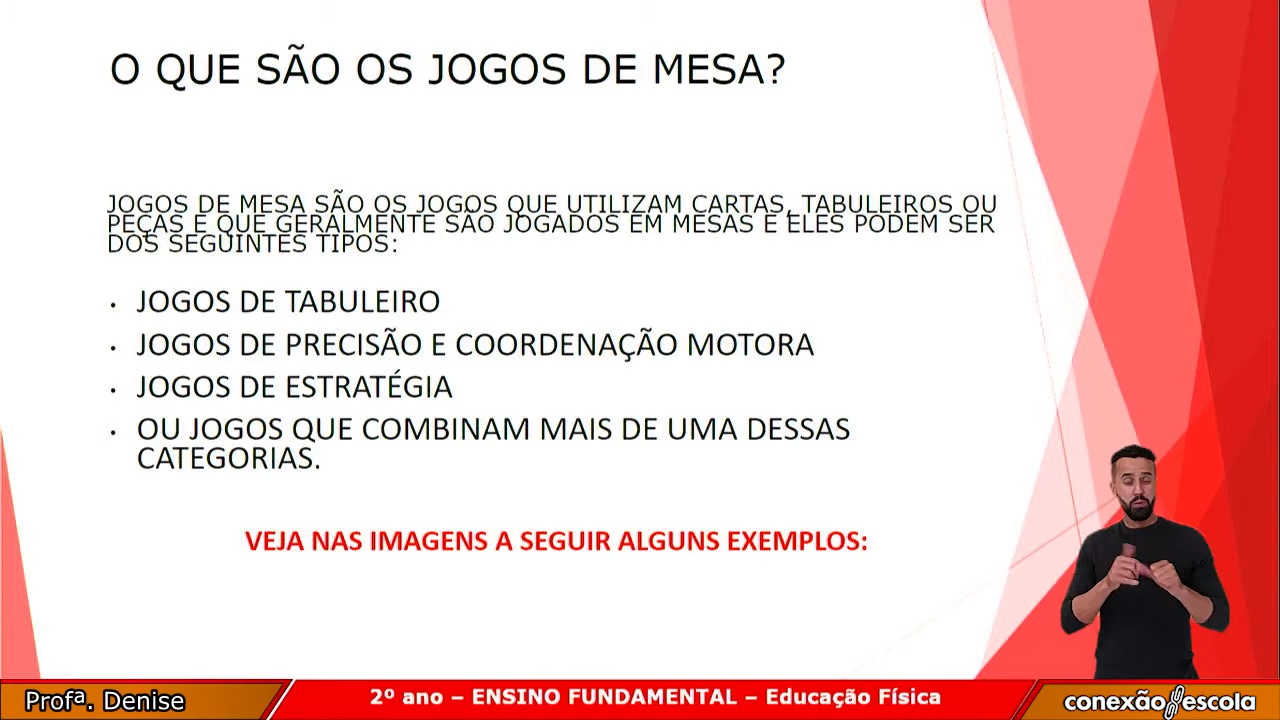 O QUE SÃO OS JOGOS DE MESA?
JOGOS DE MESA SÃO OS JOGOS QUE UTILIZAM CARTAS, TABULEIROS OU
PEÇAS E QUE GERALMENTE SÃO JOGADOS EM MESAS E ELES PODEM SER
DOS SEGUINTES TIPOS:
• JOGOS DE TABULEIRO
• JOGOS DE PRECISÃO E COORDENAÇÃO MOTORA
• JOGOS DE ESTRATÉGIA
• OU JOGOS QUE COMBINAM MAIS DE UMA DESSAS
CATEGORIAS.
VEJA NAS IMAGENS A SEGUIR ALGUNS EXEMPLOS:
Profª. Denise
2º ano – ENSINO FUNDAMENTAL – Educação Física
conexão escola